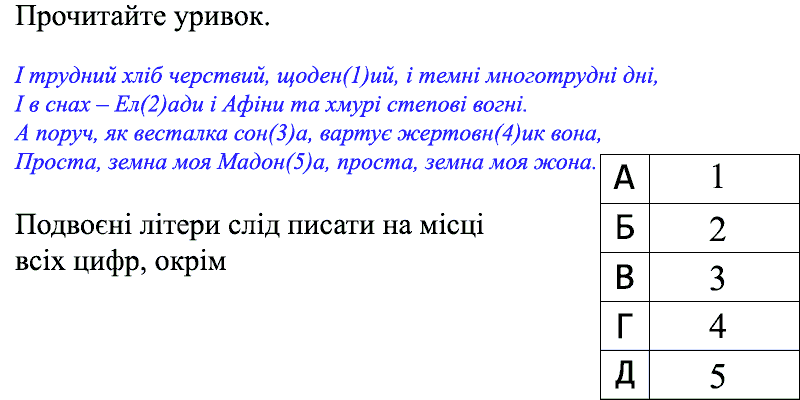 Прочитайте уривок.
І трудний хліб черствий, щоден(1)ий, і темні многотрудні дні,
І в снах – Ел(2)ади і Афіни та хмурі степові вогні.
А поруч, як весталка сон(3)а, вартує жертовн(4)ик вона,
Проста, земна моя Мадон(5)а, проста, земна моя жона.
Подвоєні літери слід писати на місці
всіх цифр, окрім
А 1
Б 2
В 3
Г 4
Д 5